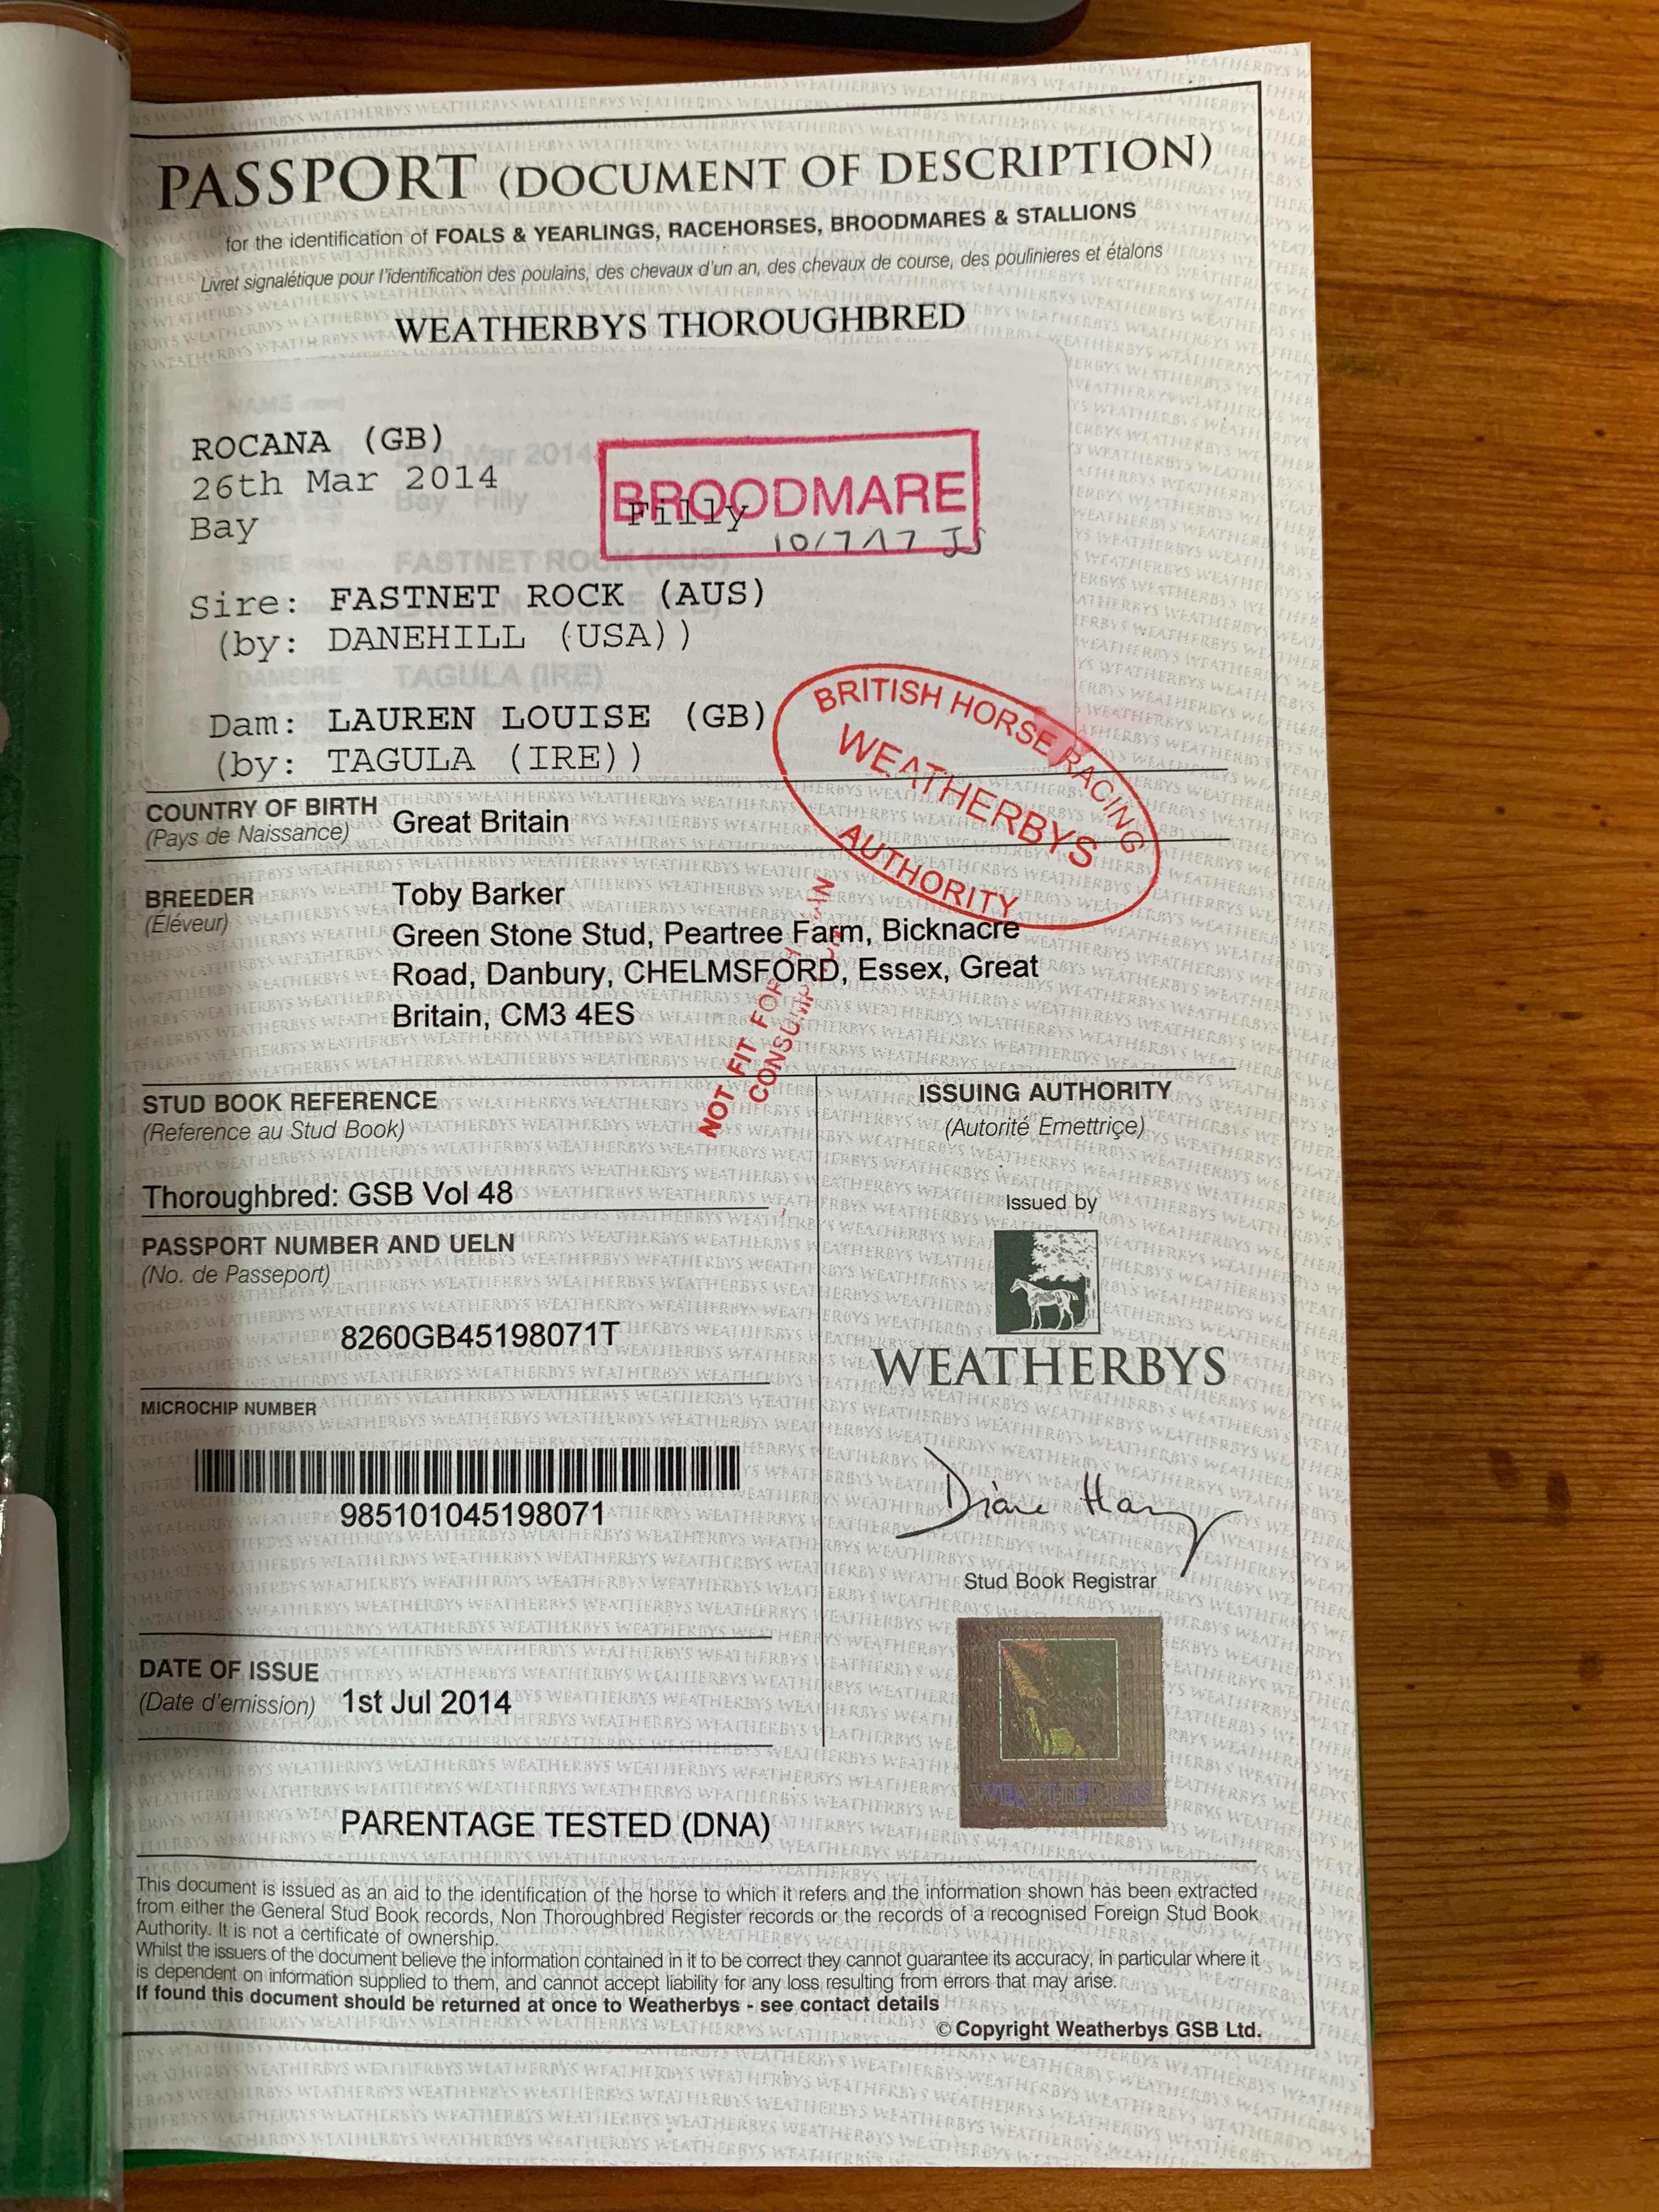 PASSPORT (DOCUMENT OF DESCRIPTION)
for the identification of FOALS & YEARLINGS, RACEHORSES, BROODMARES & STALLIONS
Livret signalétique pour l'identification des poulains, des chevaux d'un an, des chevaux de course, des poulinieres et étalons
WEATHERBYS THOROUGHBRED
ROCANA (GB)
26th Mar 2014
Bay
Filly
BROODMARE
10/7/17 JS
Sire: FASTNET ROCK (AUS)
(by: DANEHILL (USA))
Dam: LAUREN LOUISE (GB)
(by: TAGULA (IRE))
BRITISH HORSE RACING
WEATHERBYS
AUTHORITY
COUNTRY OF BIRTH
(Pays de Naissance)
Great Britain
BREEDER
(Éléveur)
Toby Barker
Green Stone Stud, Peartree Farm, Bicknacre
Road, Danbury, CHELMSFORD, Essex, Great
Britain, CM3 4ES
NOT FIT FOR
STUD BOOK REFERENCE
(Reference au Stud Book)
Thoroughbred: GSB Vol 48
PASSPORT NUMBER AND UELN
(No. de Passeport)
8260GB45198071T
MICROCHIP NUMBER
985101045198071
DATE OF ISSUE
(Date d'emission)
1st Jul 2014
ISSUING AUTHORITY
(Autorité Emettriçe)
Issued by
WEATHERBYS
Stud Book Registrar
WEATHERBYS
PARENTAGE TESTED (DNA)
This document is issued as an aid to the identification of the horse to which it refers and the information shown has been extracted
from either the General Stud Book records, Non Thoroughbred Register records or the records of a recognised Foreign Stud Book
Authority. It is not a certificate of ownership.
Whilst the issuers of the document believe the information contained in it to be correct they cannot guarantee its accuracy, in particular where it
is dependent on information supplied to them, and cannot accept liability for any loss resulting from errors that may arise.
If found this document should be returned at once to Weatherbys - see contact details
© Copyright Weatherbys GSB Ltd.